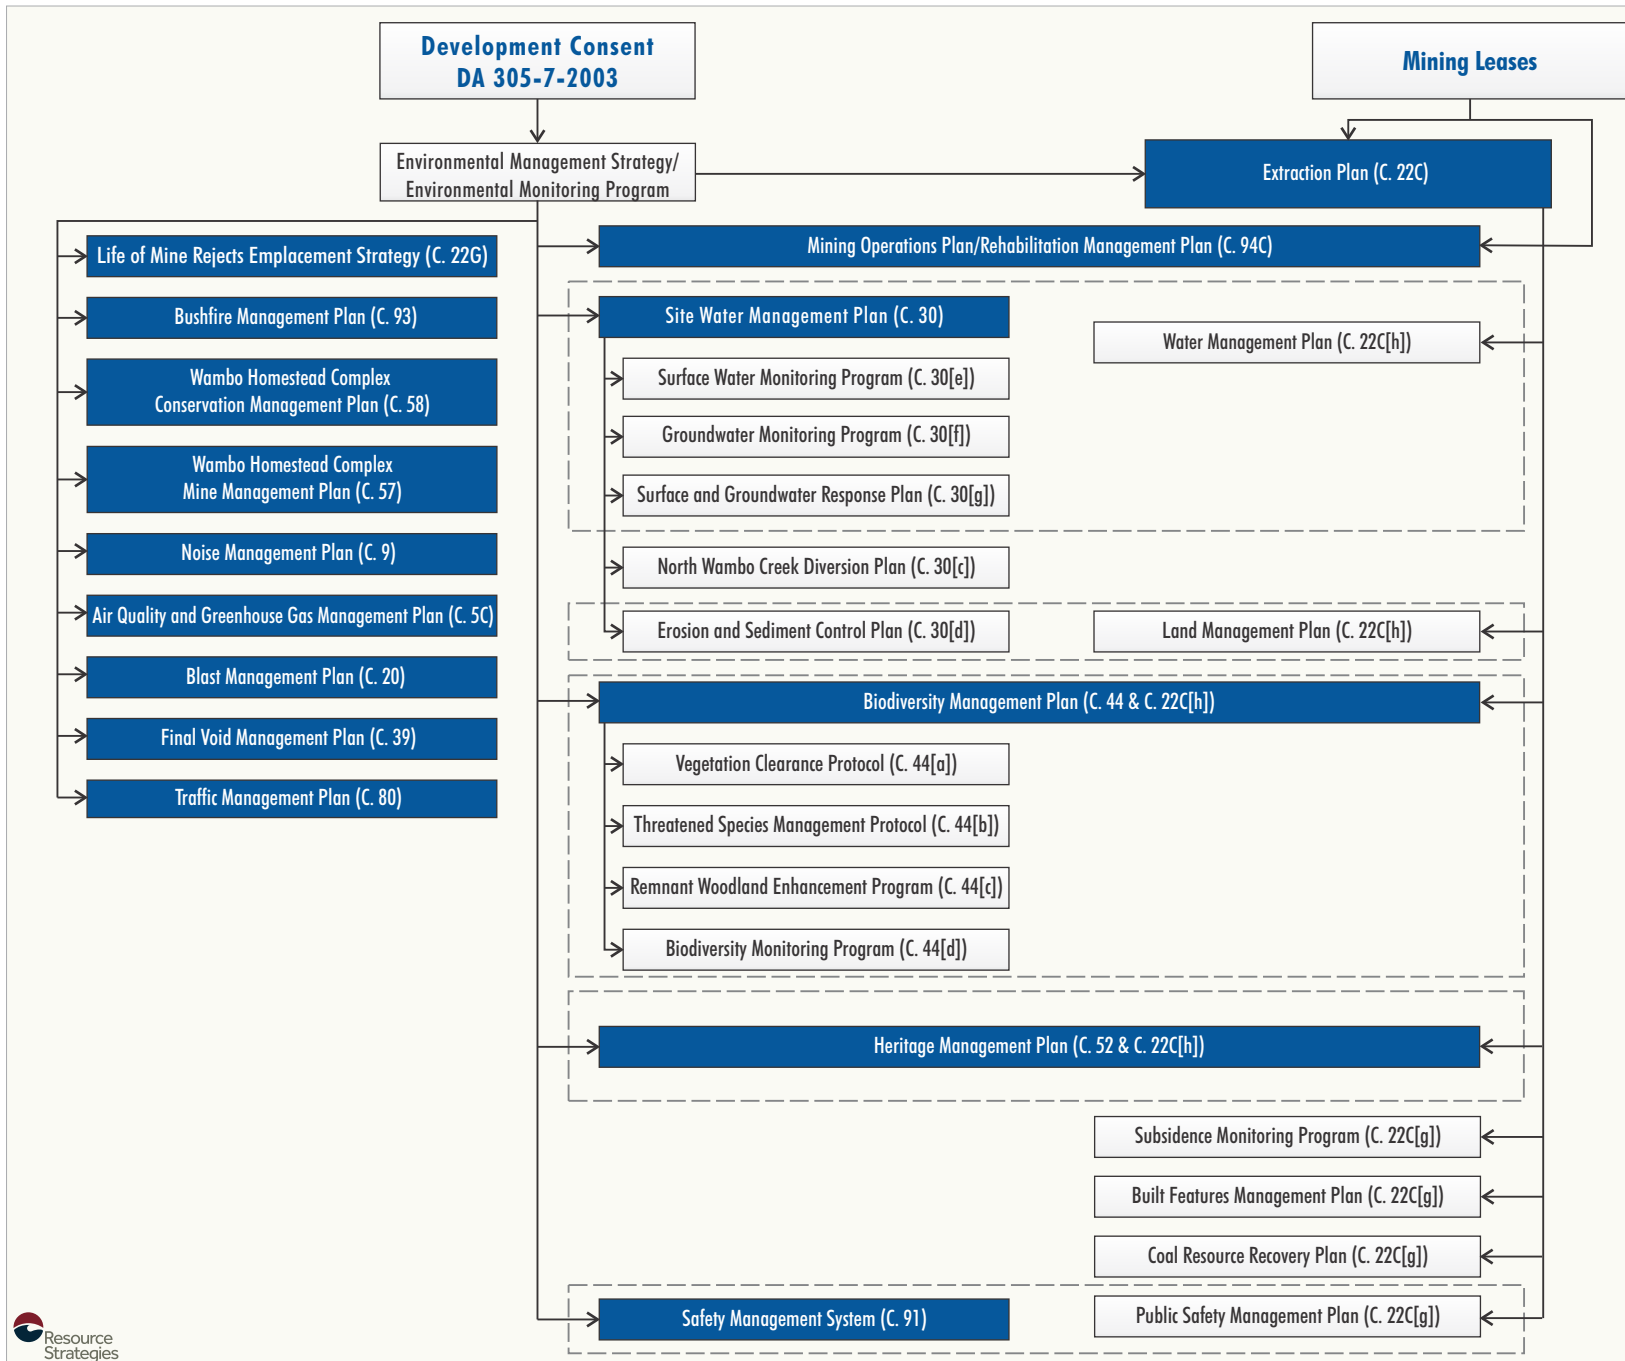 Development Consent
DA 305-7-2003
Mining Leases
Environmental Management Strategy/
Environmental Monitoring Program
Extraction Plan (C. 22C)
Life of Mine Rejects Emplacement Strategy (C. 22G)
Bushfire Management Plan (C. 93)
Wambo Homestead Complex
Conservation Management Plan (C. 58)
Wambo Homestead Complex
Mine Management Plan (C. 57)
Noise Management Plan (C. 9)
Air Quality and Greenhouse Gas Management Plan (C. 5C)
Blast Management Plan (C. 20)
Final Void Management Plan (C. 39)
Traffic Management Plan (C. 80)
Mining Operations Plan/Rehabilitation Management Plan (C. 94C)
Site Water Management Plan (C. 30)
Water Management Plan (C. 22C[h])
Surface Water Monitoring Program (C. 30[e])
Groundwater Monitoring Program (C. 30[f])
Surface and Groundwater Response Plan (C. 30[g])
North Wambo Creek Diversion Plan (C. 30[c])
Erosion and Sediment Control Plan (C. 30[d])
Land Management Plan (C. 22C[h])
Biodiversity Management Plan (C. 44 & C. 22C[h])
Vegetation Clearance Protocol (C. 44[a])
Threatened Species Management Protocol (C. 44[b])
Remnant Woodland Enhancement Program (C. 44[c])
Biodiversity Monitoring Program (C. 44[d])
Heritage Management Plan (C. 52 & C. 22C[h])
Subsidence Monitoring Program (C. 22C[g])
Built Features Management Plan (C. 22C[g])
Coal Resource Recovery Plan (C. 22C[g])
Safety Management System (C. 91)
Public Safety Management Plan (C. 22C[g])
Resource
Strategies